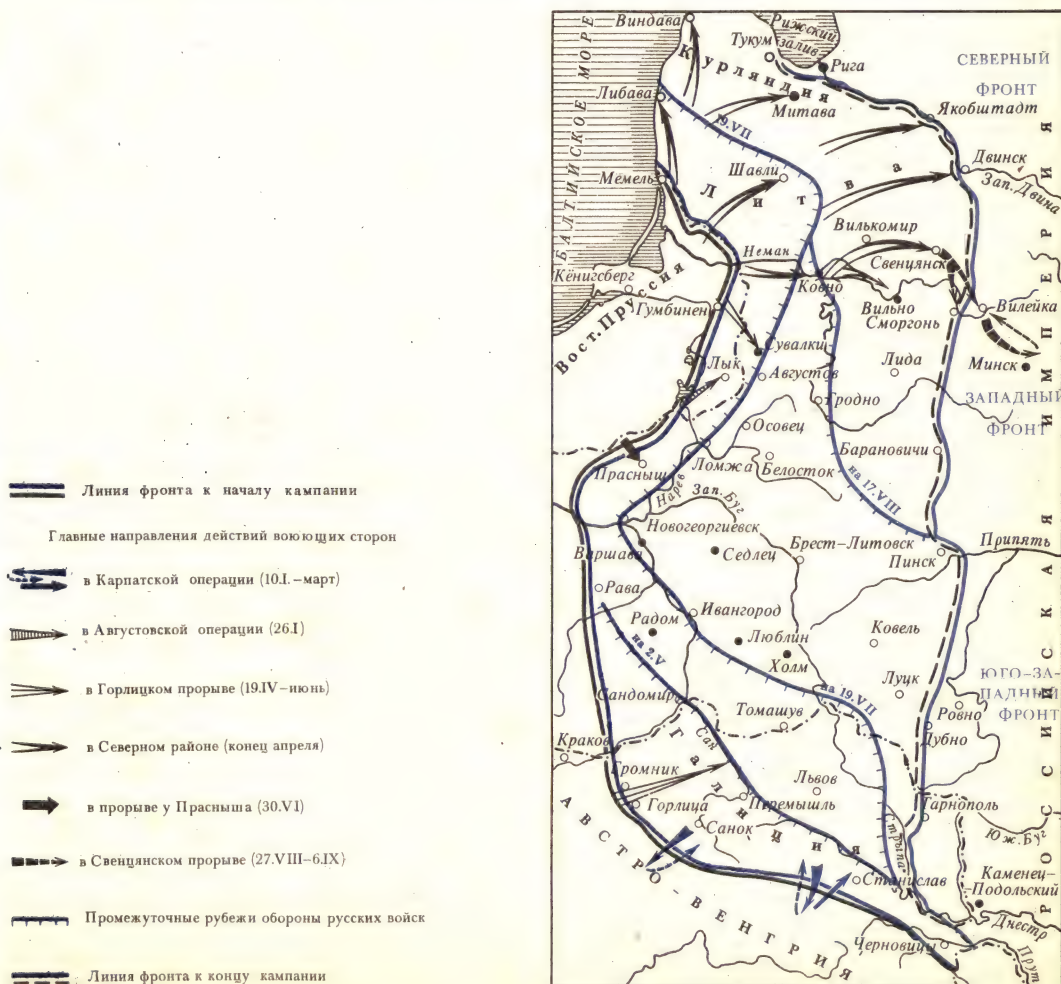 Линия фронта к началу кампании
Главные направления действий воюющих сторон
в Карпатской операции (10.I.–март)
в Августовской операции (26.I)
в Горлицком прорыве (19.IV–июнь)
в Северном районе (конец апреля)
в прорыве у Прасныша (30.VI)
в Свенцянском прорыве (27.VIII–6.IX)
Промежуточные рубежи обороны русских войск
Линия фронта к концу кампании
Виндава
Рижский
залив
Тукум
Рига
СЕВЕРНЫЙ
ФРОНТ
БАЛТИЙСКОЕ МОРЕ
Курляндия
Либава
Митава
Якобштадт
19.VII
Двинск
Зап. Двина
Мемель
Шавли
Литва
Вилькомир
Неман
Свенцянск
Кёнигсберг
Ковно
Вильно
Вилейка
Гумбинен
Сморгонь
Вост. Пруссия
Сувалки
Лык
Августов
Лида
Минск
Гродно
ЗАПАДНЫЙ
ФРОНТ
Осовец
Барановичи
Ломжа
Белосток
Прасныш
на 17.VIII
Нарев
Зап. Буг
Новогеоргиевск
Варшава
Седлец
Брест–Литовск
Припять
Пинск
Рава
Ивангород
Радом
Люблин
Ковель
на 2.V
Холм
Луцк
ЮГО-ЗА-
ПАДНЫЙ
ФРОНТ
на 19.VII
Сандомир
Томашув
Ровно
Дубно
Краков
Сан
Громник
Львов
Горлица
Перемышль
Тарнополь
Галиция
Санок
Стрыпа
Юж. Буг
Станислав
Каменец-
-Подольский
Днестр
АВСТРО-ВЕНГРИЯ
Черновицы
Прут
РОССИЙСКАЯ ИМПЕРИЯ